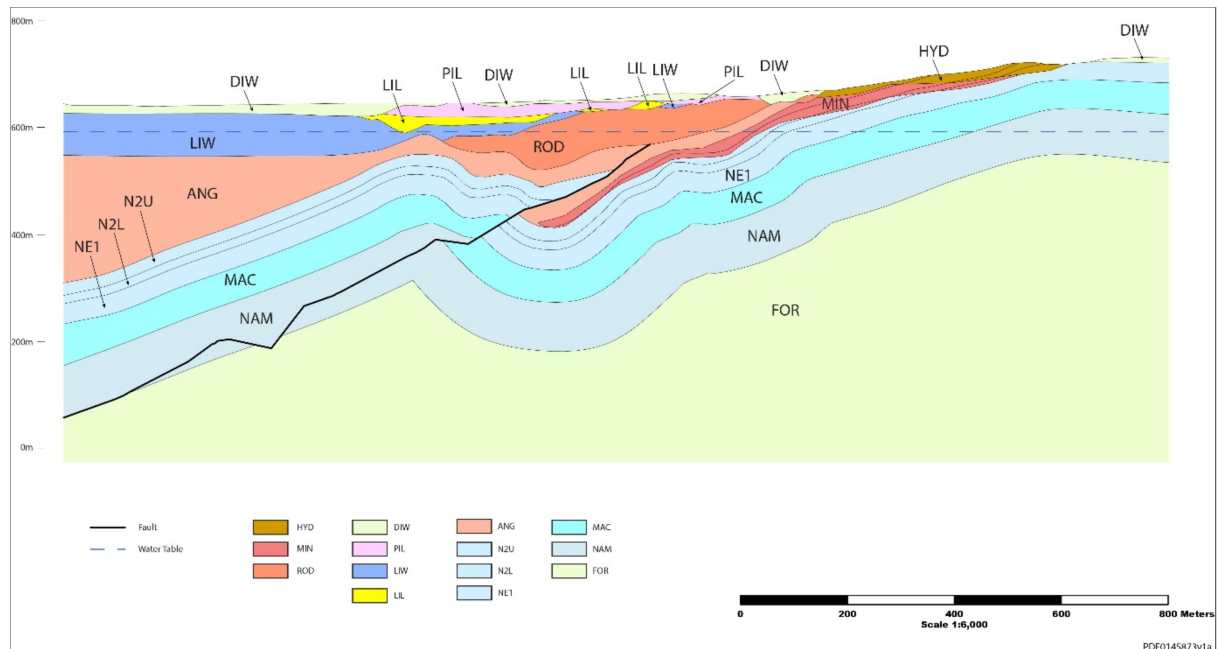 800m
DIW
HYD
DIW
LIL
PIL
DIW
LIL
LIL
LIW
PIL
DIW
MIN
600m
LIW
ROD
NE1
ANG
MAC
N2U
N2L
NE1
NAM
400m
MAC
FOR
NAM
200m
0m
Fault
Water Table
HYD
MIN
ROD
DIW
PIL
LIW
LIL
ANG
N2U
N2L
NE1
MAC
NAM
FOR
0 200 400 600 800 Meters
Scale 1:6,000
PDF0145873v1a